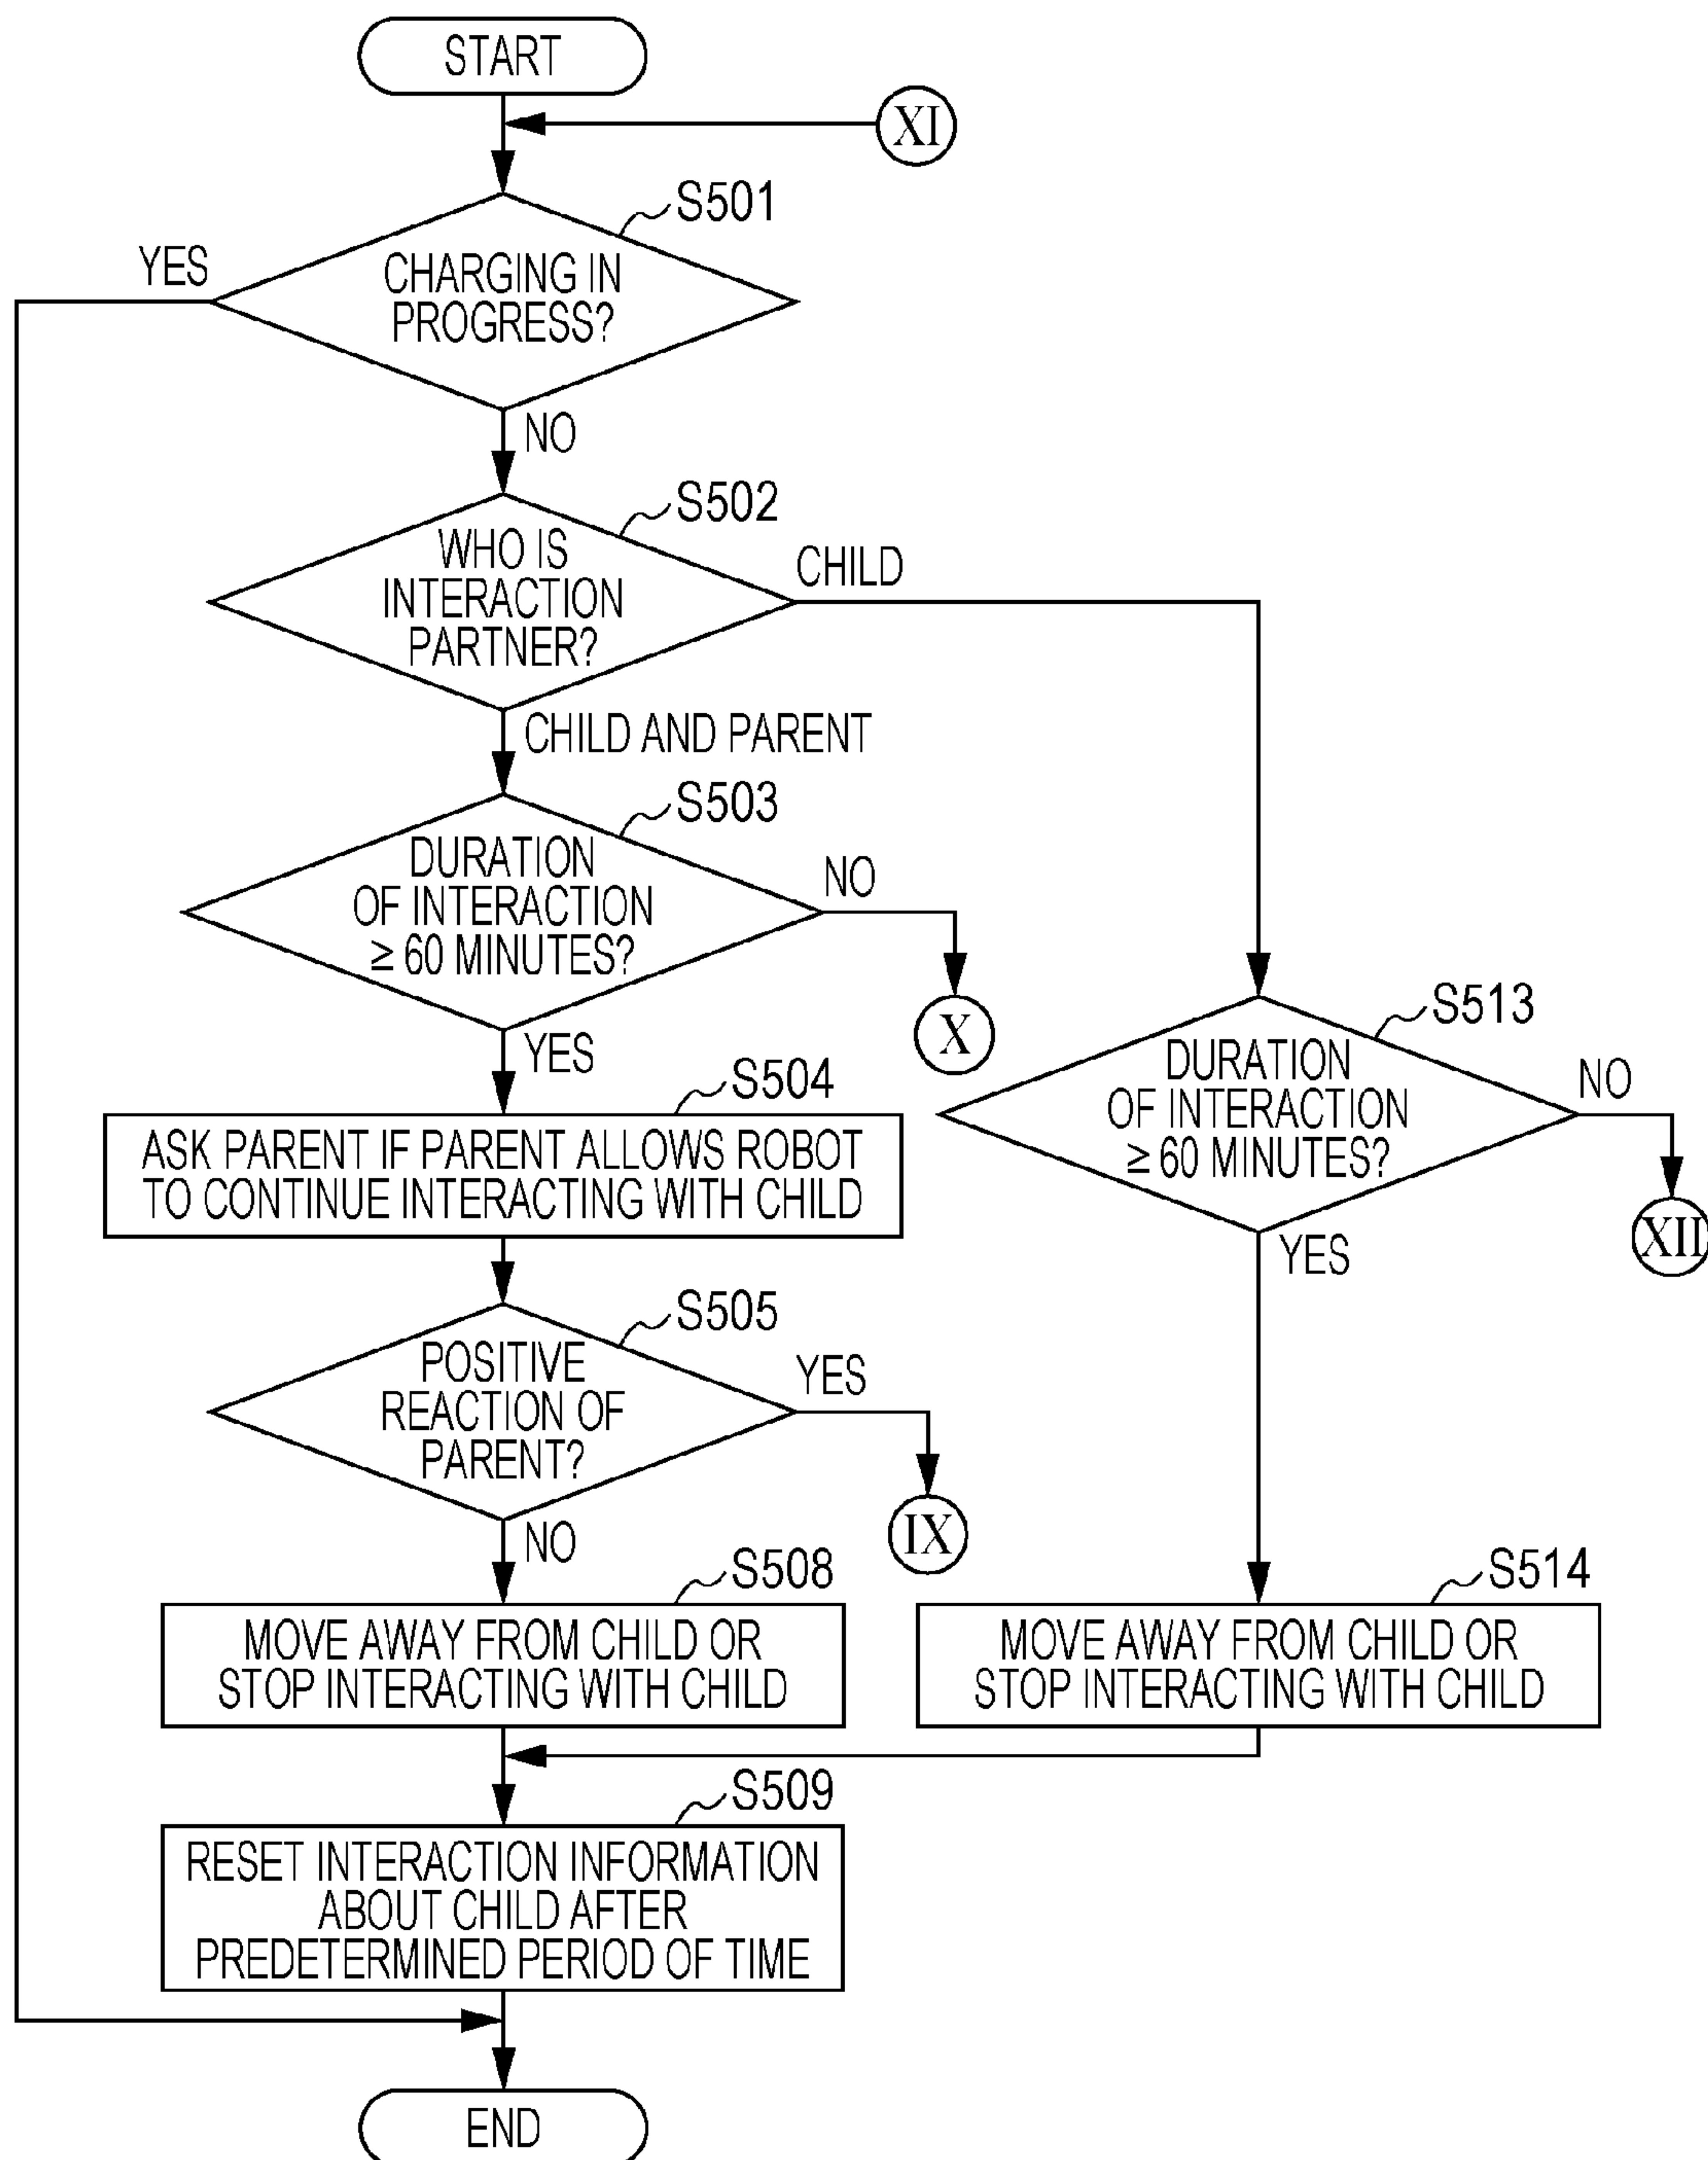 START
XI
S501
YES
CHARGING IN
PROGRESS?
NO
S502
WHO IS
INTERACTION
PARTNER?
CHILD
CHILD AND PARENT
S503
DURATION
OF INTERACTION
≥ 60 MINUTES?
NO
X
YES
S513
DURATION
OF INTERACTION
≥ 60 MINUTES?
NO
XII
YES
S504
ASK PARENT IF PARENT ALLOWS ROBOT
TO CONTINUE INTERACTING WITH CHILD
S505
POSITIVE
REACTION OF
PARENT?
YES
IX
NO
S508
MOVE AWAY FROM CHILD OR
STOP INTERACTING WITH CHILD
S514
MOVE AWAY FROM CHILD OR
STOP INTERACTING WITH CHILD
S509
RESET INTERACTION INFORMATION
ABOUT CHILD AFTER
PREDETERMINED PERIOD OF TIME
END